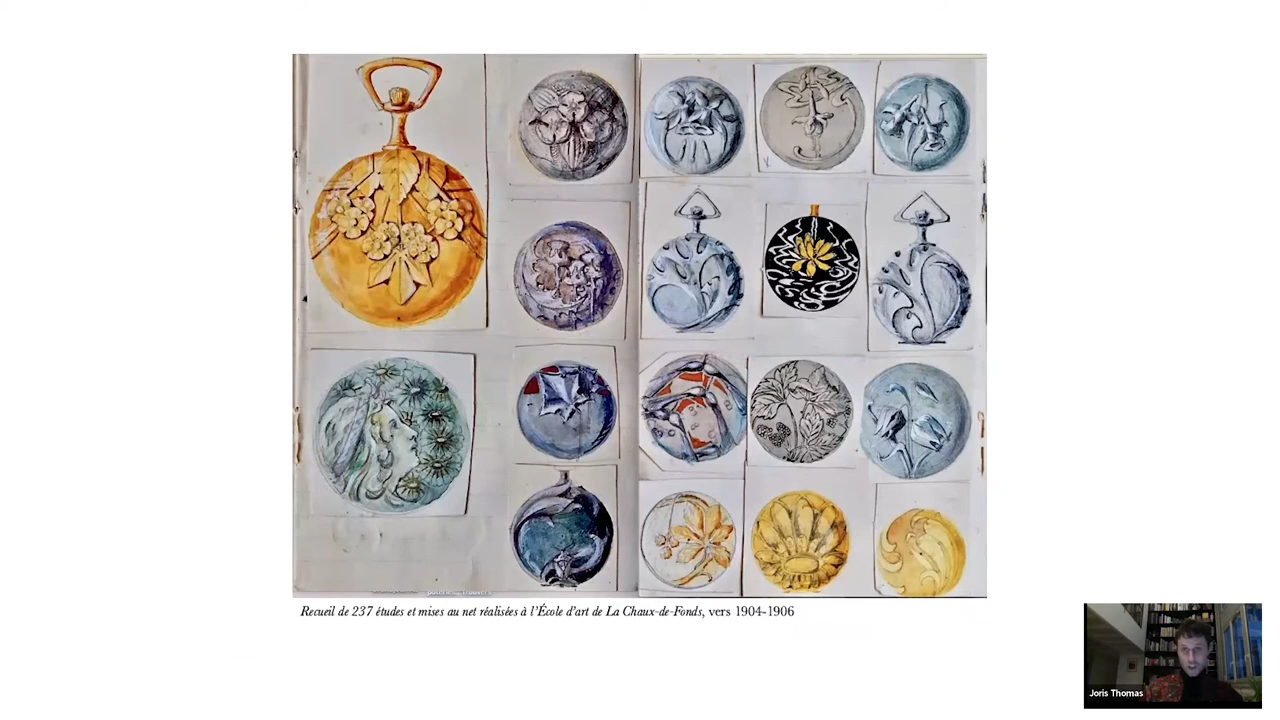 Recueil de 237 études et mises au net réalisées à l'École d'art de La Chaux-de-Fonds, vers 1904-1906
Joris Thomas